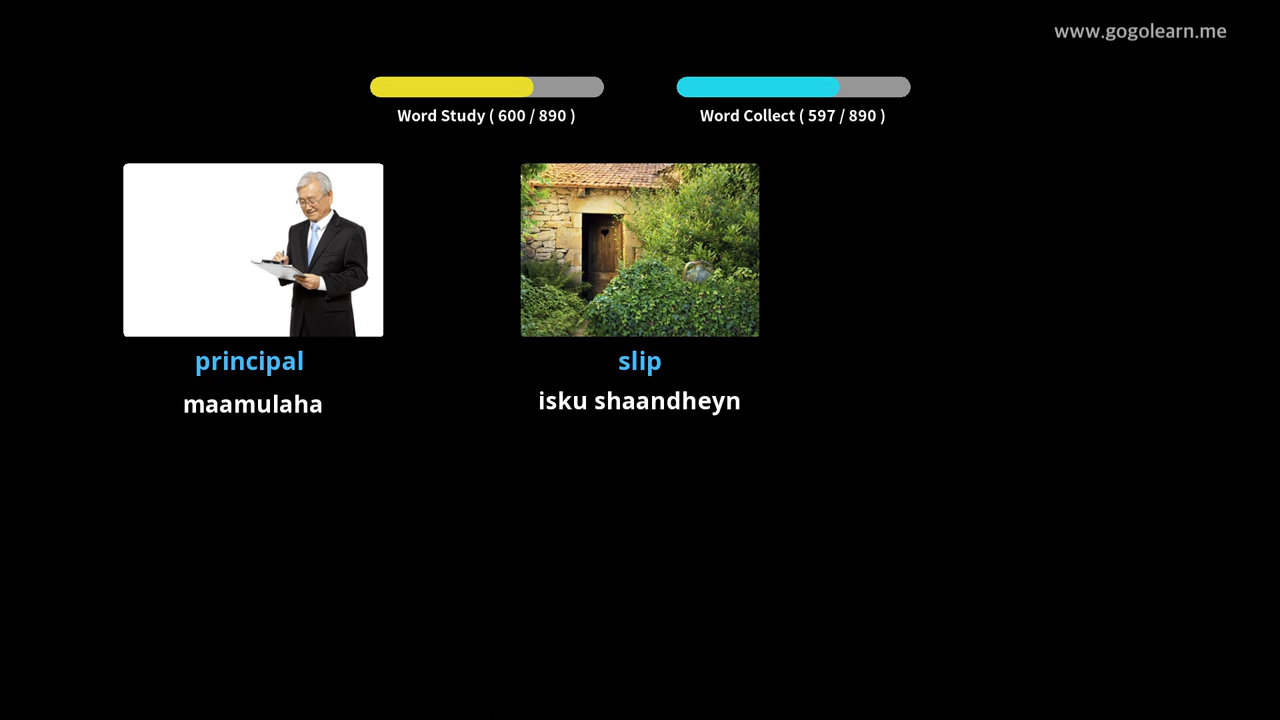 www.gogolearn.me
Word Study ( 600 / 890 )
Word Collect ( 597 / 890 )
principal
maamulaha
slip
isku shaandheyn